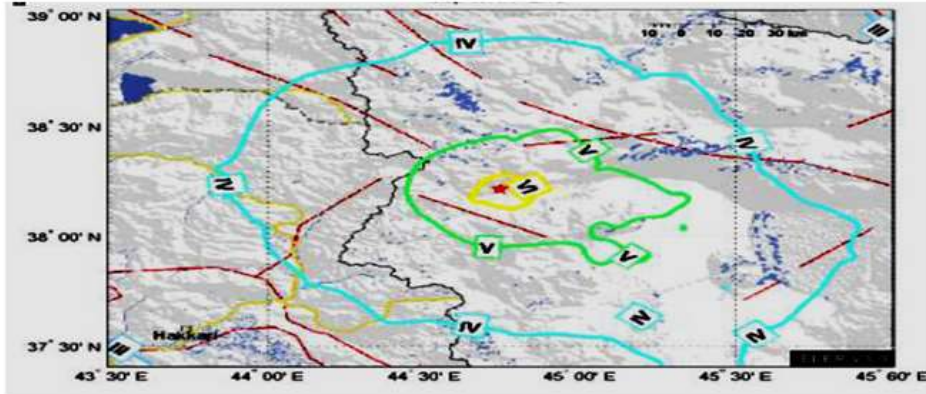 39° 00' N
IV
III
10 0 10 20 30 km
38° 30' N
IV
V
IV
VI
38° 00' N
V
V
IV
IV
IV
Hakkari
III
37° 30' N
43° 30' E 44° 00' E 44° 30' E 45° 00' E 45° 30' E 45° 60' E